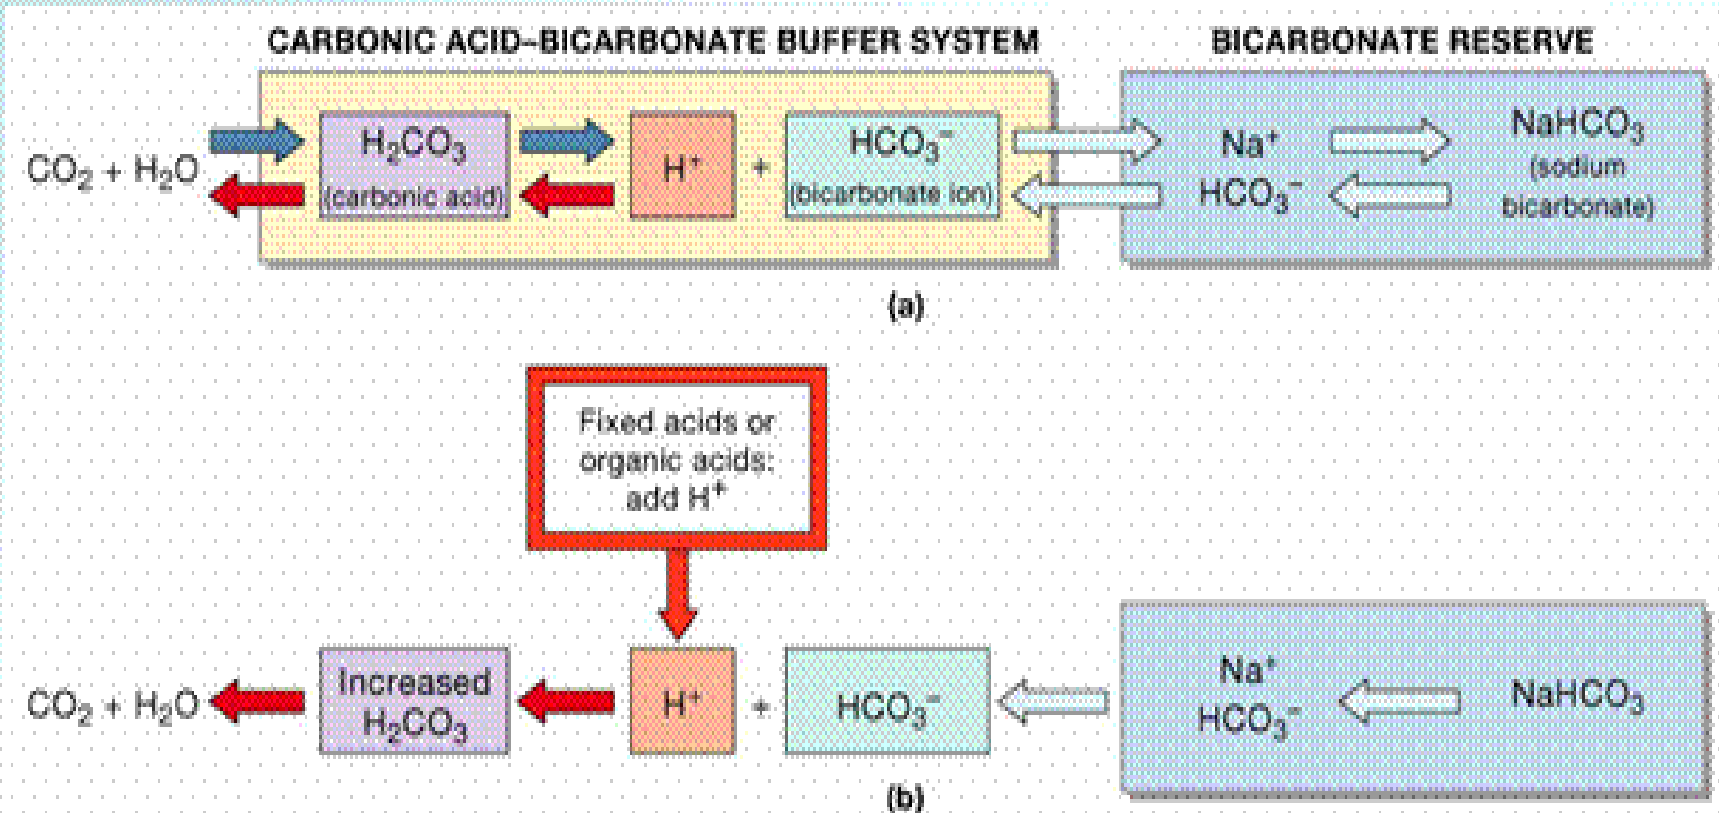 CARBONIC ACID–BICARBONATE BUFFER SYSTEM
BICARBONATE RESERVE
CO₂ + H₂O
H₂CO₃
(carbonic acid)
H⁺
+
HCO₃⁻
(bicarbonate ion)
Na⁺
HCO₃⁻
NaHCO₃
(sodium
bicarbonate)
(a)
Fixed acids or
organic acids:
add H⁺
CO₂ + H₂O
Increased
H₂CO₃
H⁺
+
HCO₃⁻
Na⁺
HCO₃⁻
NaHCO₃
(b)